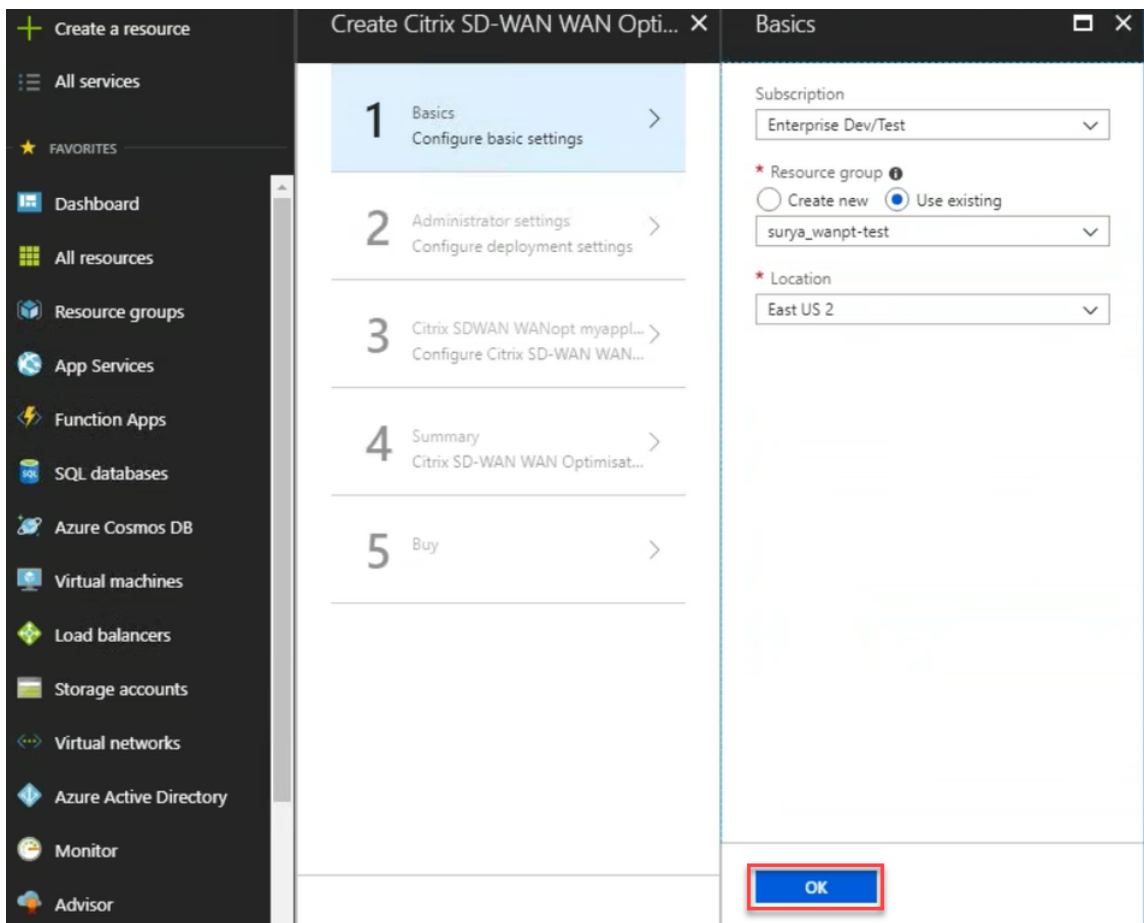 Create a resource
All services
FAVORITES
Dashboard
All resources
Resource groups
App Services
Function Apps
SQL databases
Azure Cosmos DB
Virtual machines
Load balancers
Storage accounts
Virtual networks
Azure Active Directory
Monitor
Advisor
Create Citrix SD-WAN WAN Opti...
1
Basics
Configure basic settings
2
Administrator settings
Configure deployment settings
3
Citrix SDWAN WANopt myappl...
Configure Citrix SD-WAN WAN...
4
Summary
Citrix SD-WAN WAN Optimisat...
5
Buy
Basics
Subscription
Enterprise Dev/Test
* Resource group
Create new Use existing
surya_wanpt-test
* Location
East US 2
OK